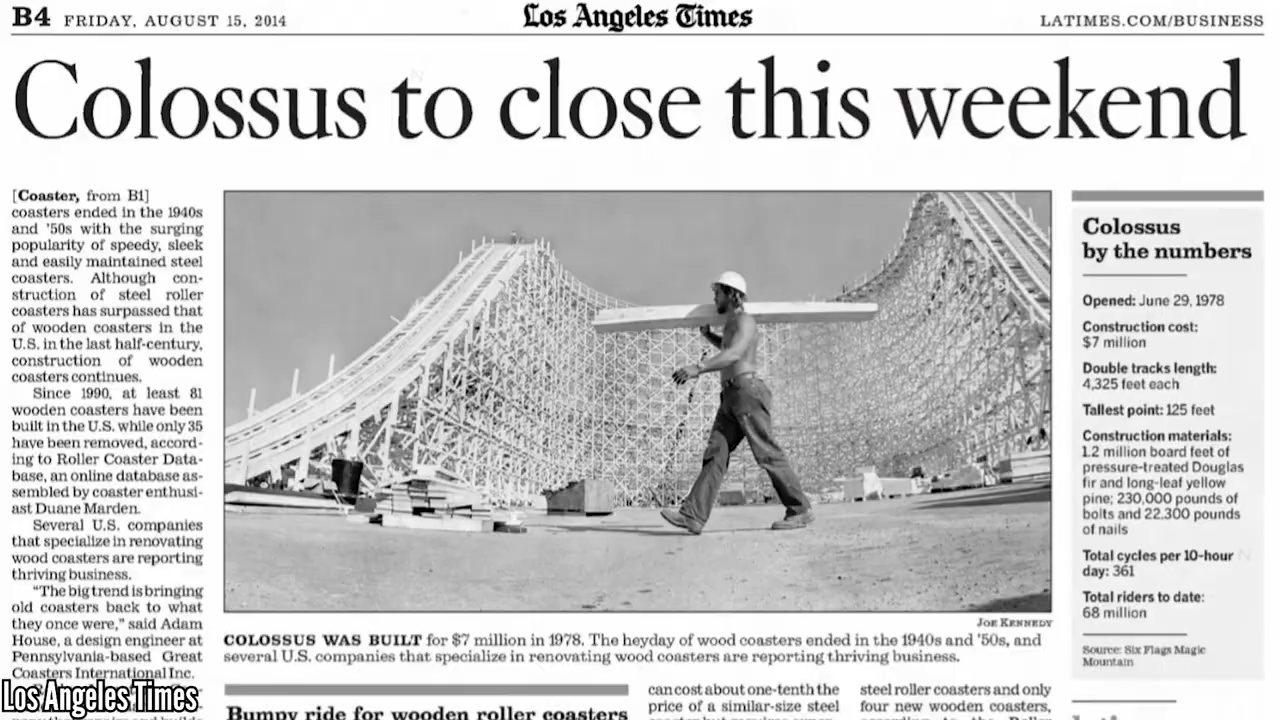 B4 FRIDAY, AUGUST 15, 2014
Los Angeles Times
LATIMES.COM/BUSINESS
Colossus to close this weekend
[Coaster, from B1]
coasters ended in the 1940s
and ’50s with the surging
popularity of speedy, sleek
and easily maintained steel
coasters. Although con-
struction of steel roller
coasters has surpassed that
of wooden coasters in the
U.S. in the last half-century,
construction of wooden
coasters continues.
Since 1990, at least 81
wooden coasters have been
built in the U.S. while only 35
have been removed, accord-
ing to Roller Coaster Data-
base, an online database as-
sembled by coaster enthusi-
ast Duane Marden.
Several U.S. companies
that specialize in renovating
wood coasters are reporting
thriving business.
“The big trend is bringing
old coasters back to what
they once were,” said Adam
House, a design engineer at
Pennsylvania-based Great
Coasters International Inc.
Los Angeles Times
JOE KENNEDY
COLOSSUS WAS BUILT for $7 million in 1978. The heyday of wood coasters ended in the 1940s and ’50s, and
several U.S. companies that specialize in renovating wood coasters are reporting thriving business.
Bumpy ride for wooden roller coasters
can cost about one-tenth the
price of a similar-size steel
steel roller coasters and only
four new wooden coasters,
Colossus
by the numbers
Opened: June 29, 1978
Construction cost:
$7 million
Double tracks length:
4,325 feet each
Tallest point: 125 feet
Construction materials:
1.2 million board feet of
pressure-treated Douglas
fir and long-leaf yellow
pine; 230,000 pounds of
bolts and 22,300 pounds
of nails
Total cycles per 10-hour
day: 361
Total riders to date:
68 million
Source: Six Flags Magic
Mountain